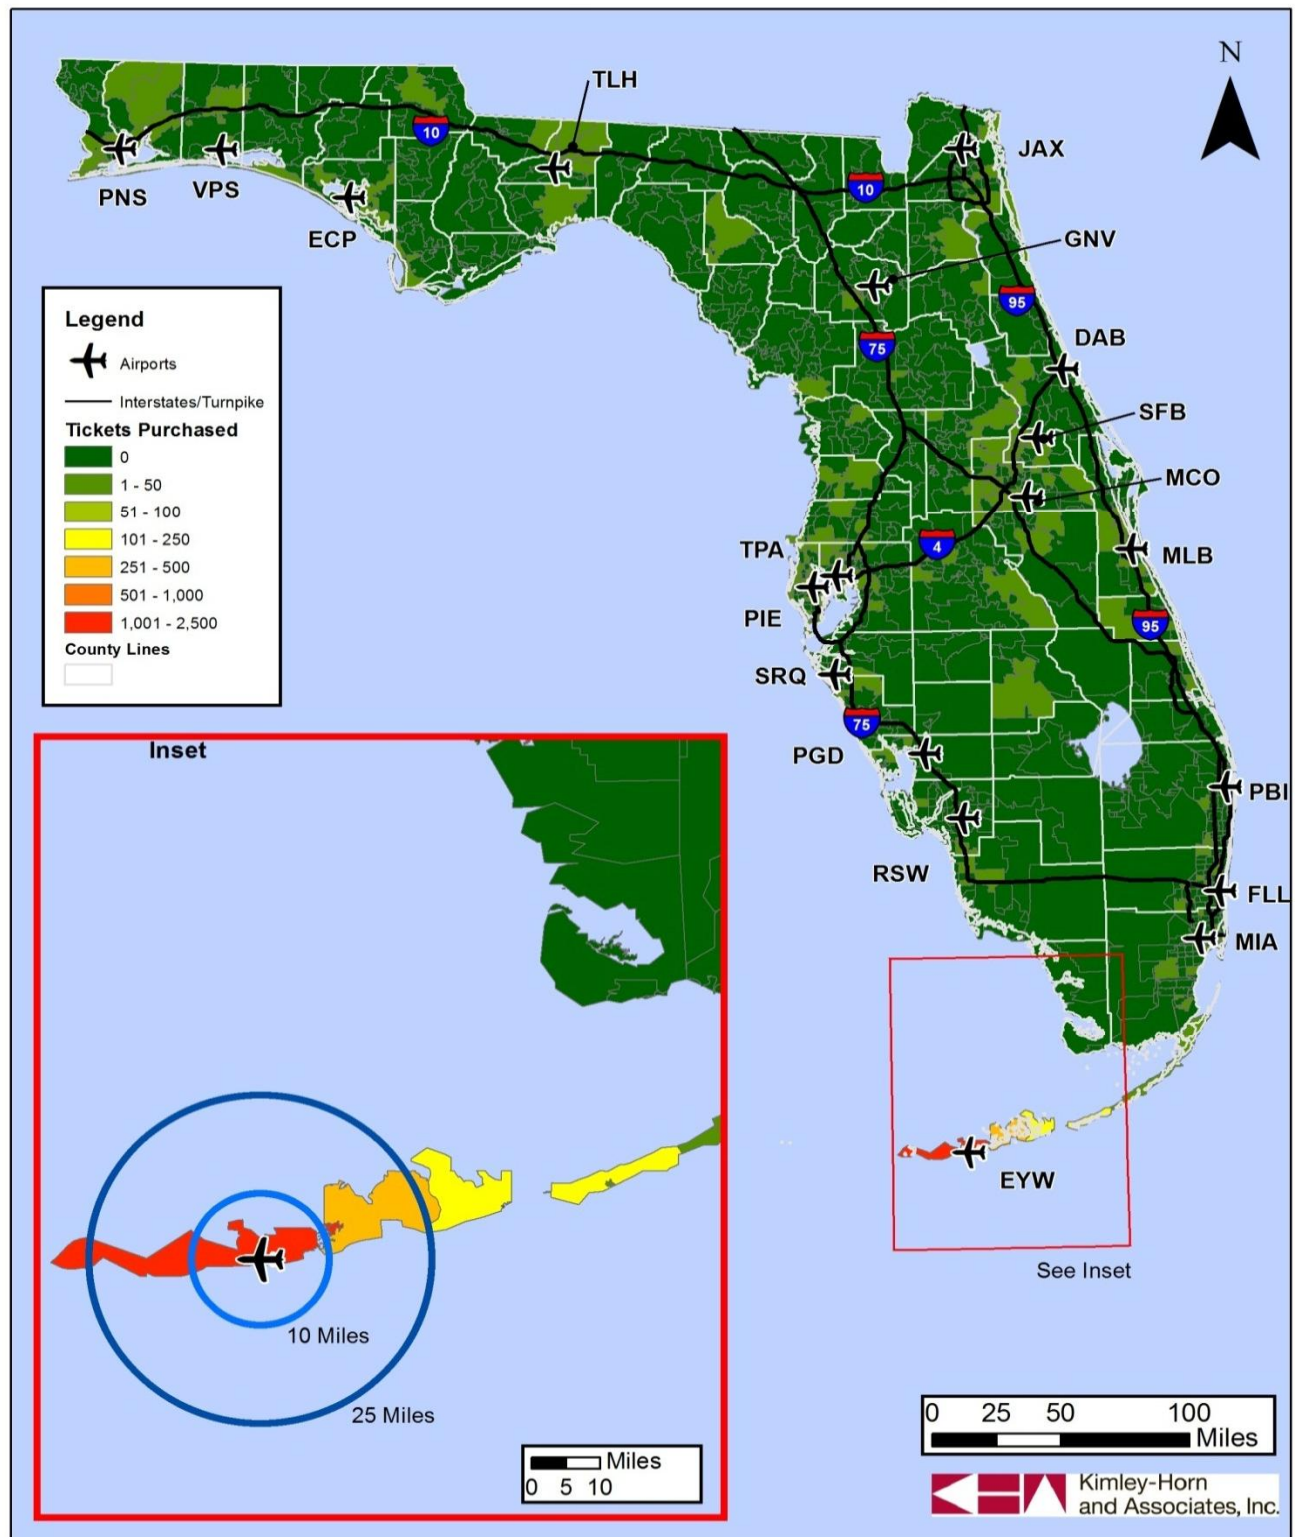 N
TLH
JAX
10
PNS
VPS
10
ECP
GNV
95
Legend
Airports
Interstates/Turnpike
Tickets Purchased
0
1 - 50
51 - 100
101 - 250
251 - 500
501 - 1,000
1,001 - 2,500
County Lines
75
DAB
SFB
MCO
TPA
4
MLB
PIE
95
SRQ
75
PGD
PBI
RSW
FLL
MIA
EYW
See Inset
Inset
10 Miles
25 Miles
Miles
0 5 10
0 25 50 100
Miles
Kimley-Horn
and Associates, Inc.